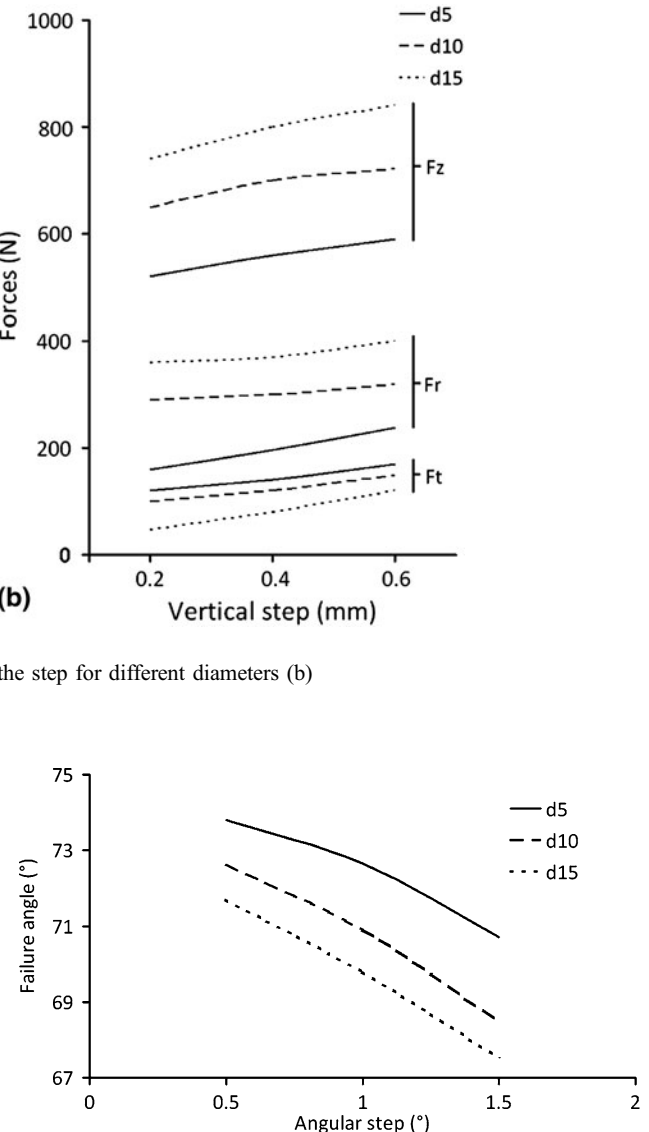 1000
d5
d10
d15
800
Fz
600
Forces (N)
400
Fr
200
Ft
0
0.2 0.4 0.6
(b) Vertical step (mm)
the step for different diameters (b)
75
d5
73
d10
d15
71
Failure angle (°)
69
67
0 0.5 1 1.5 2
Angular step (°)